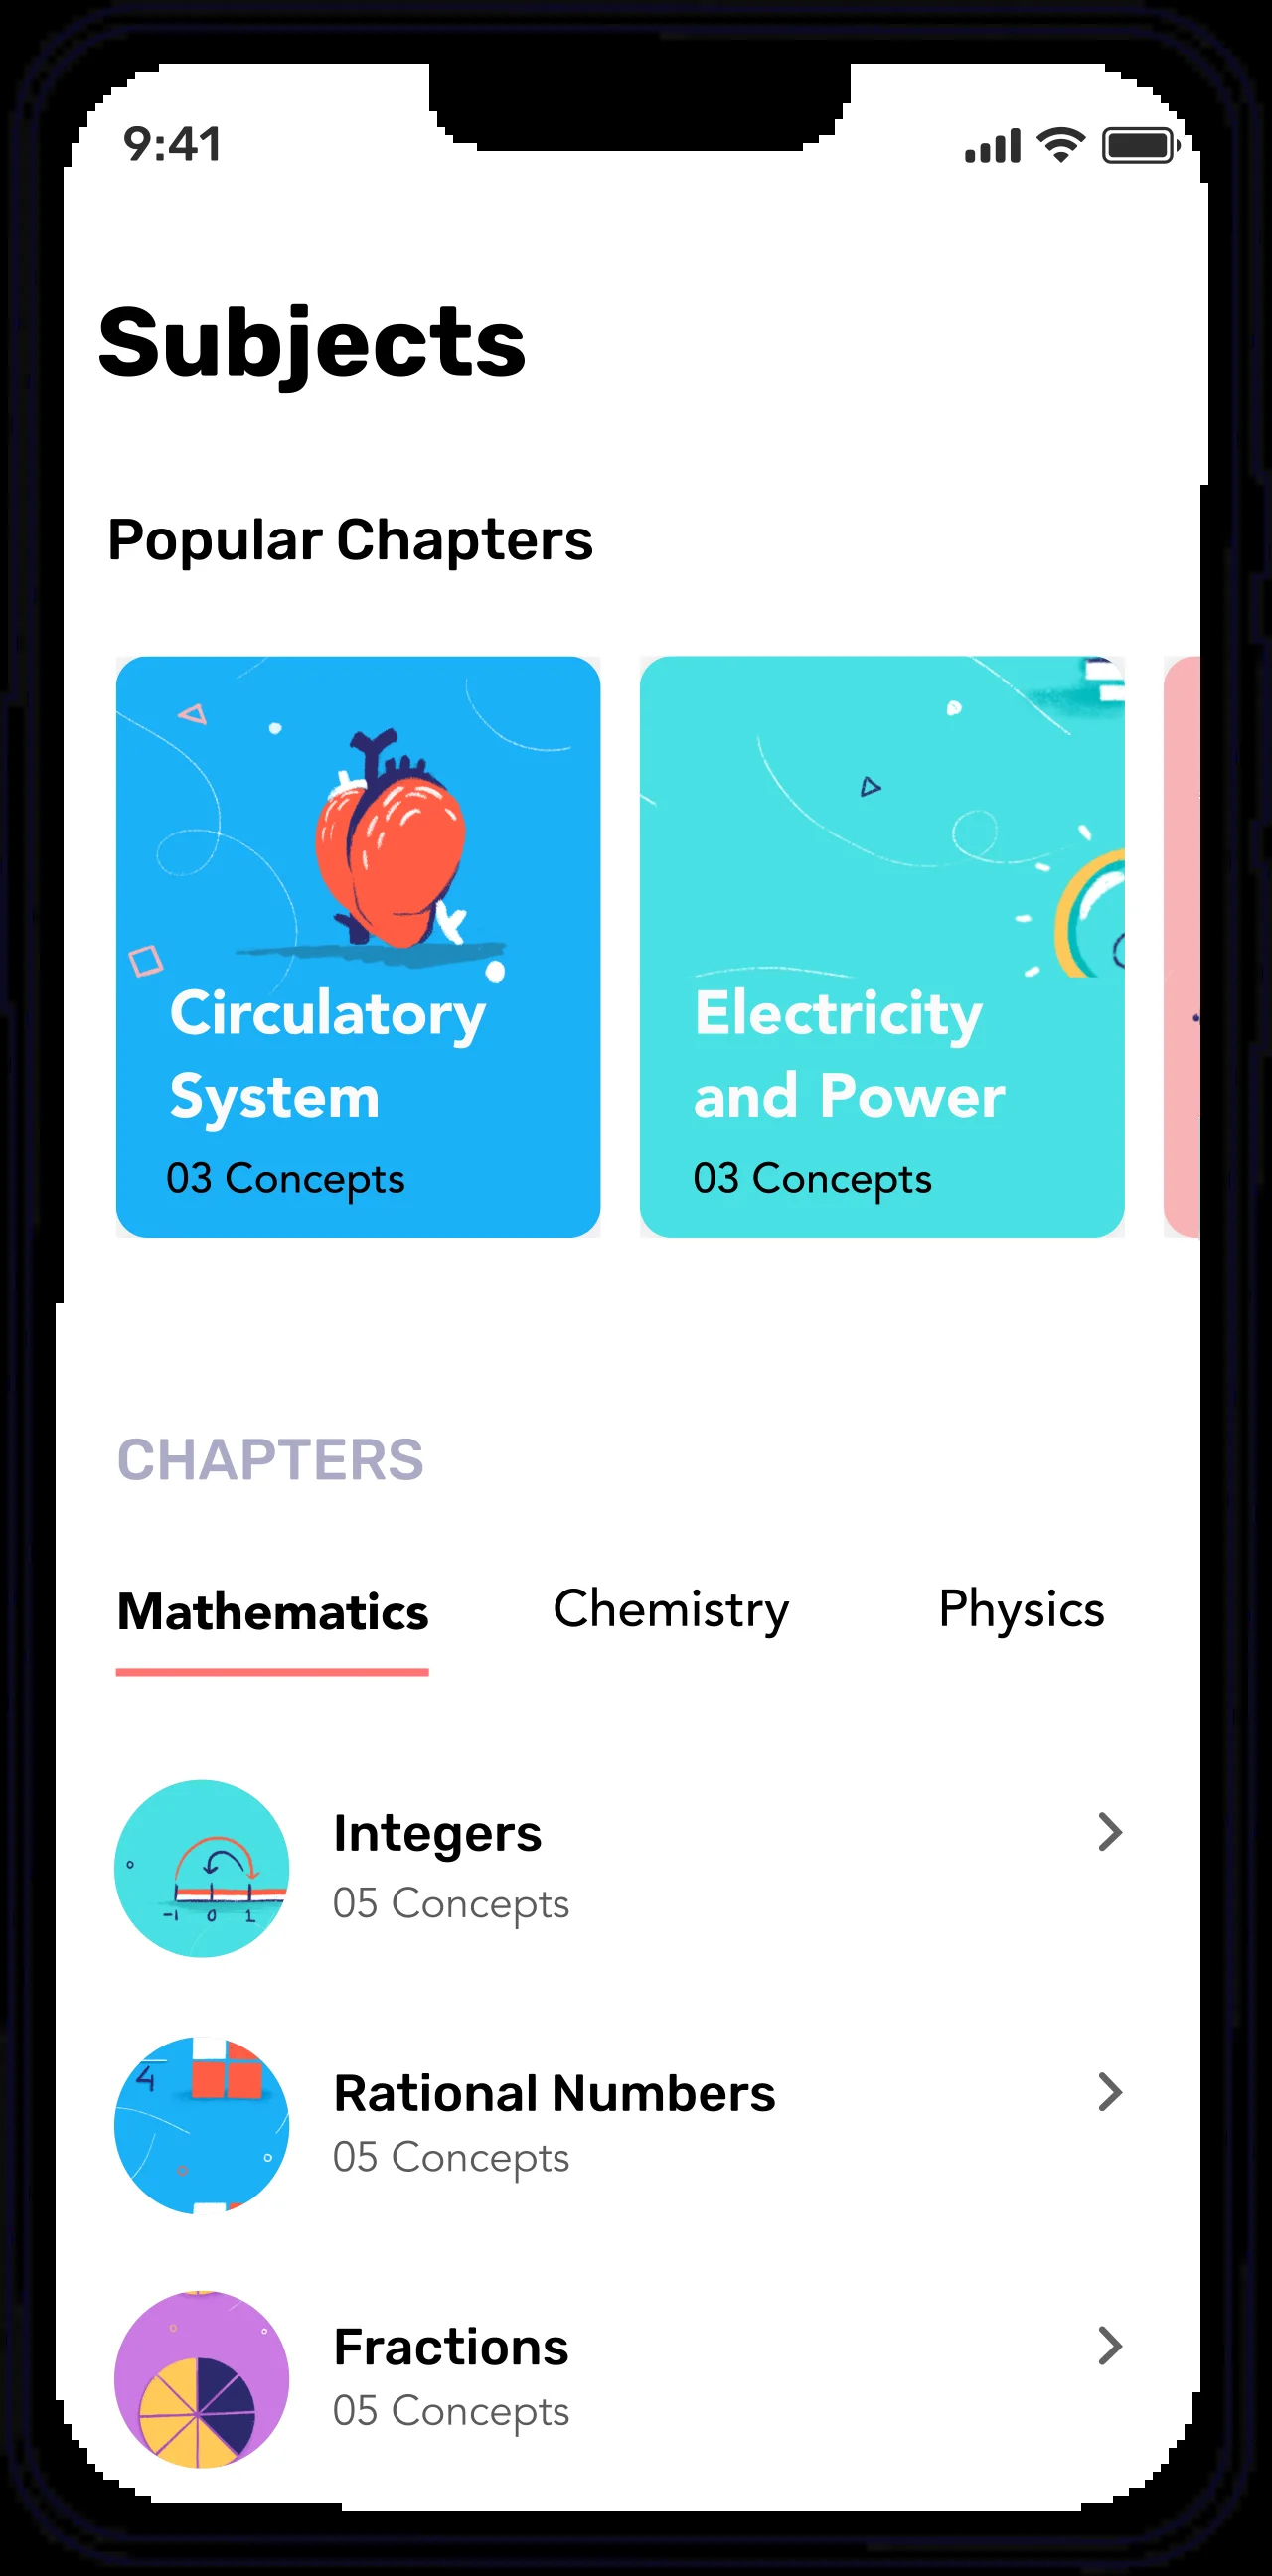 9:41
Subjects
Popular Chapters
Circulatory
System
03 Concepts
Electricity
and Power
03 Concepts
CHAPTERS
Mathematics Chemistry Physics
Integers
05 Concepts
-1 0 1
4
Rational Numbers
05 Concepts
Fractions
05 Concepts